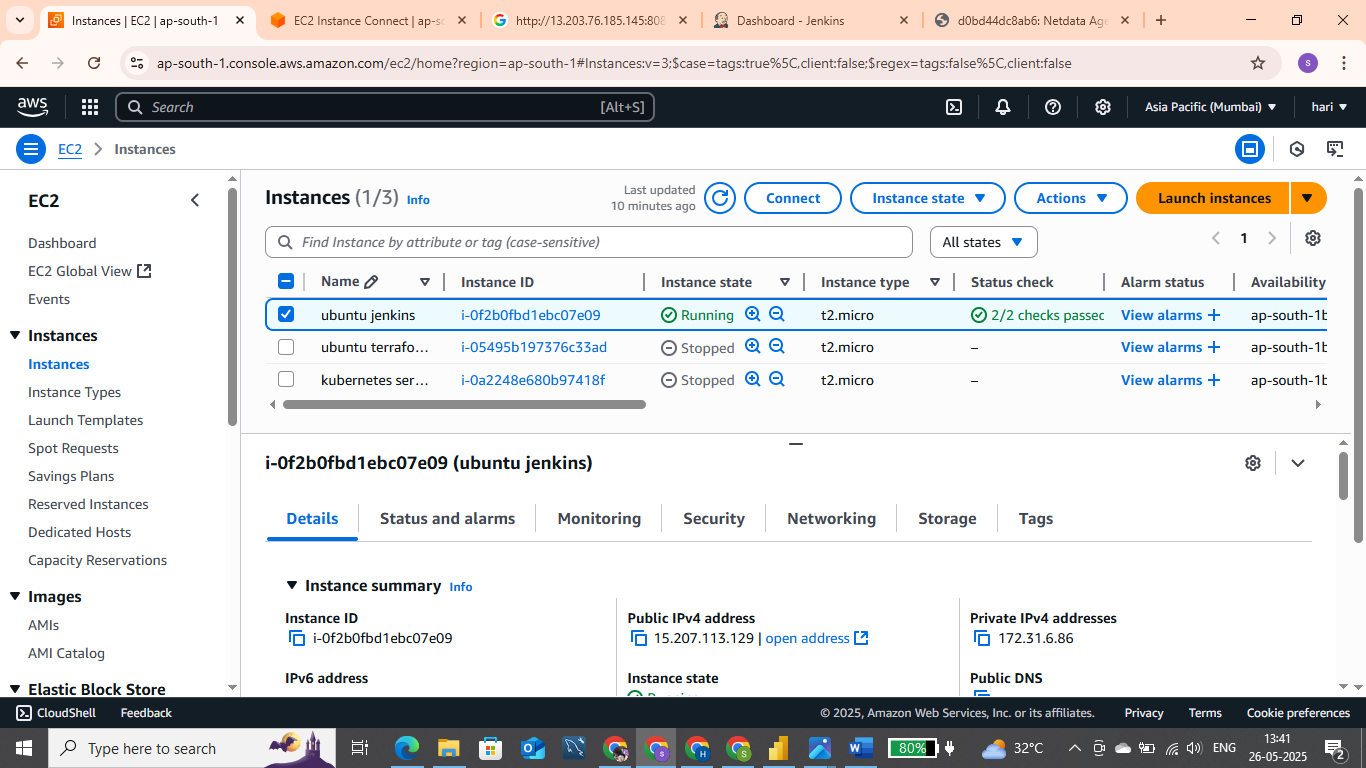 Instances | EC2 | ap-south-1
EC2 Instance Connect | ap-s
http://13.203.76.185.145:808
Dashboard - Jenkins
d0bd44dc8ab6: Netdata Age
ap-south-1.console.aws.amazon.com/ec2/home?region=ap-south-1#Instances:v=3;$case=tags:true%5C,client:false;$regex=tags:false%5C,client:false
s
aws
Search
[Alt+S]
Asia Pacific (Mumbai)
hari
EC2
Instances
EC2
Dashboard
EC2 Global View
Events
Instances
Instances
Instance Types
Launch Templates
Spot Requests
Savings Plans
Reserved Instances
Dedicated Hosts
Capacity Reservations
Images
AMIs
AMI Catalog
Elastic Block Store
Instances (1/3) Info
Last updated
10 minutes ago
Connect
Instance state
Actions
Launch instances
Find Instance by attribute or tag (case-sensitive)
All states
1
Name Instance ID Instance state Instance type Status check Alarm status Availability
ubuntu jenkins i-0f2b0fbd1ebc07e09 Running t2.micro 2/2 checks passec View alarms + ap-south-1b
ubuntu terrafo... i-05495b197376c33ad Stopped t2.micro – View alarms + ap-south-1b
kubernetes ser... i-0a2248e680b97418f Stopped t2.micro – View alarms + ap-south-1b
i-0f2b0fbd1ebc07e09 (ubuntu jenkins)
Details Status and alarms Monitoring Security Networking Storage Tags
Instance summary Info
Instance ID
i-0f2b0fbd1ebc07e09
Public IPv4 address
15.207.113.129 | open address
Private IPv4 addresses
172.31.6.86
IPv6 address
Instance state
Public DNS
CloudShell Feedback
© 2025, Amazon Web Services, Inc. or its affiliates. Privacy Terms Cookie preferences
Type here to search
80%
32°C
ENG
13:41
26-05-2025
2